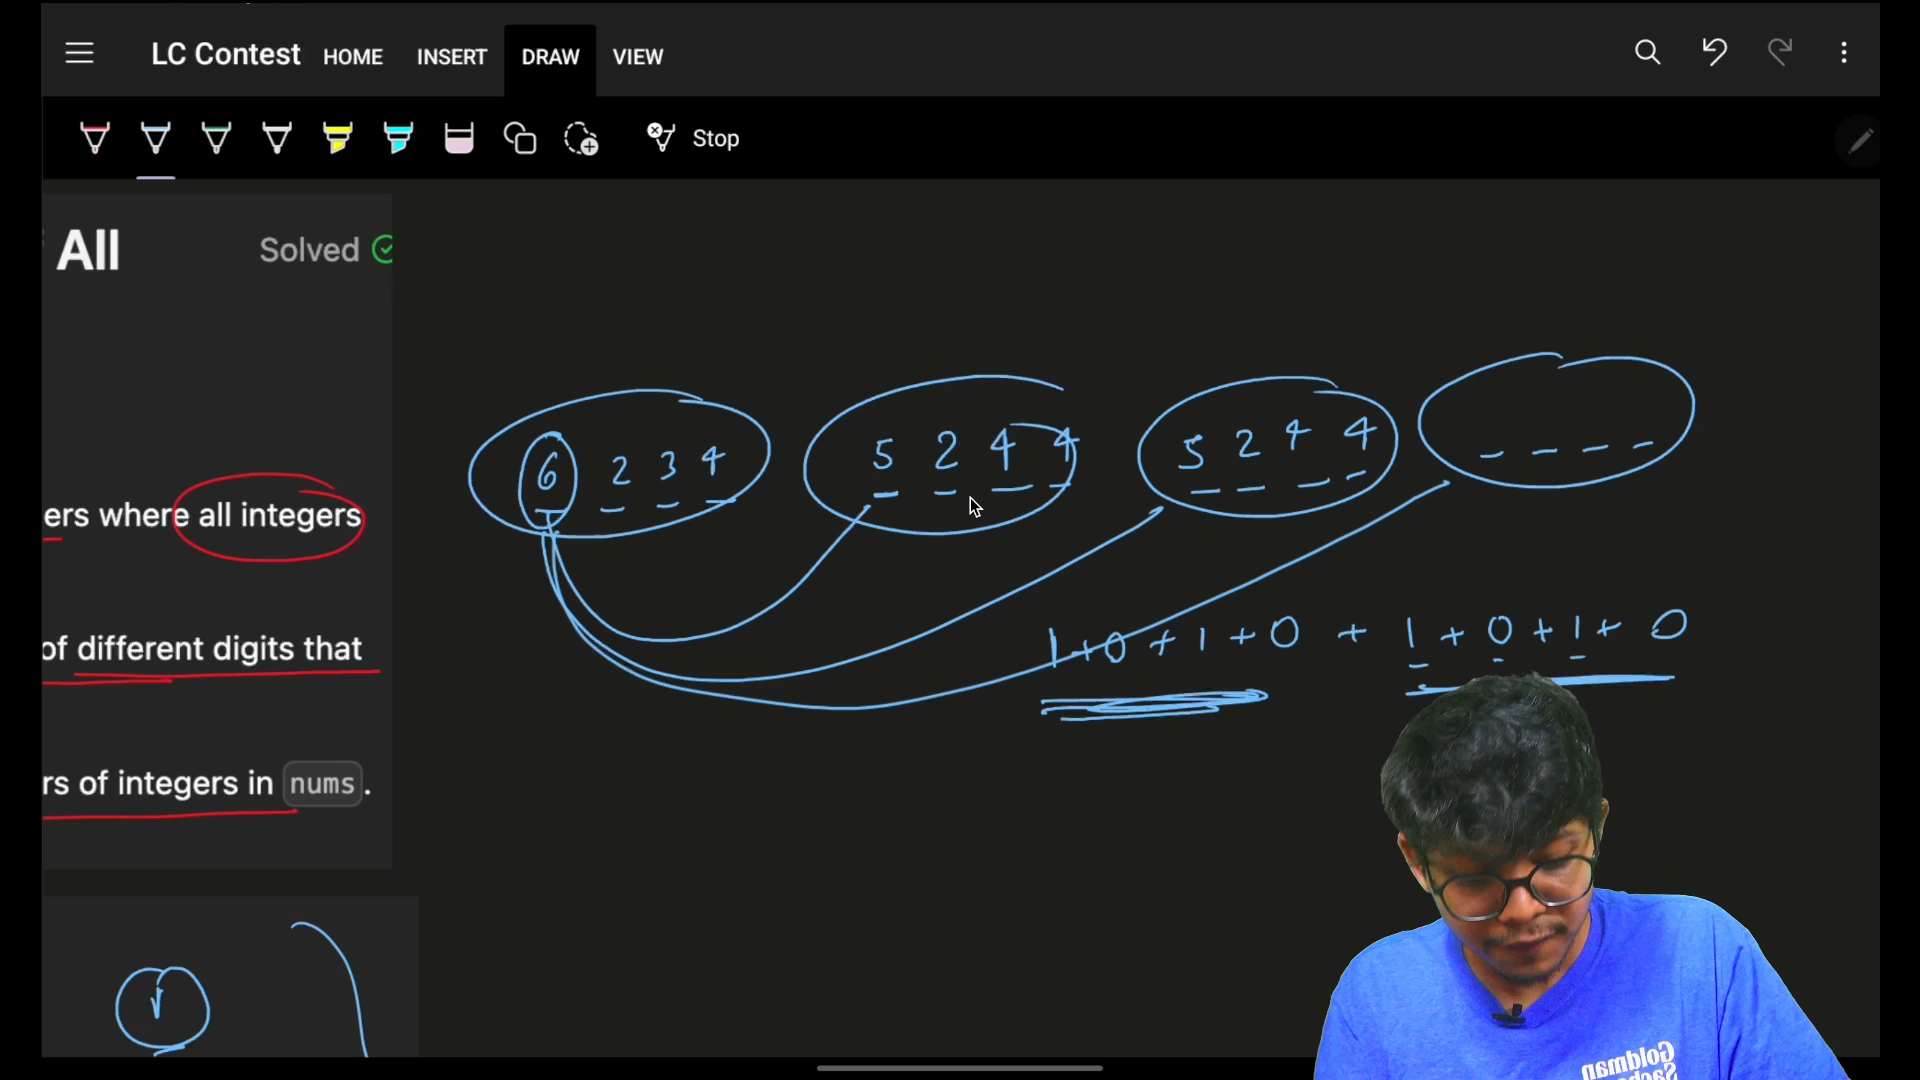 LC Contest HOME INSERT DRAW VIEW
Stop
All Solved
ers where all integers
of different digits that
rs of integers in nums.
6 2 3 4
5 2 4 4
5 2 4 4
1+0+1+0 + 1+0+1+0
Goldman